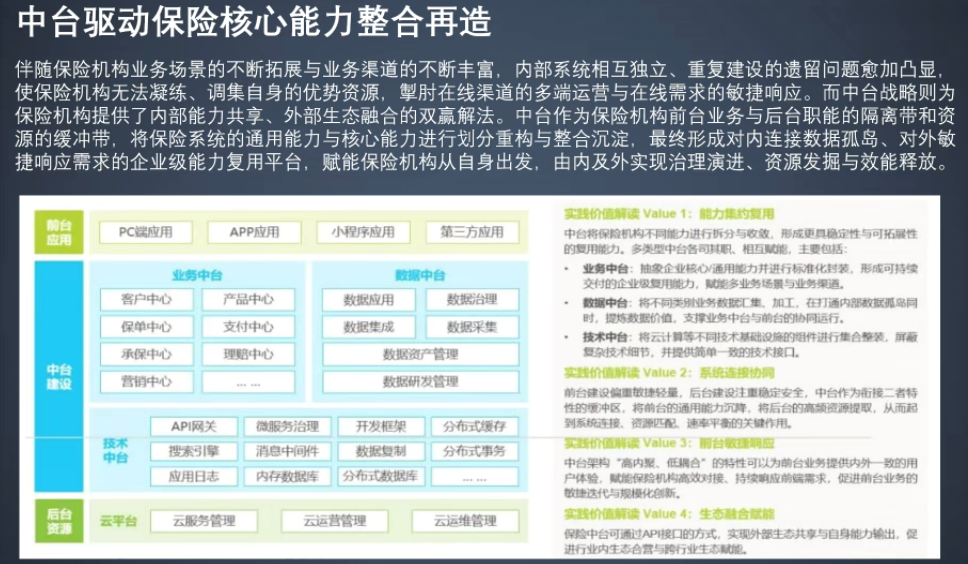 中台驱动保险核心能力整合再造
伴随保险机构业务场景的不断拓展与业务渠道的不断丰富，内部系统相互独立、重复建设的遗留问题愈加凸显，
使保险机构无法凝练、调集自身的优势资源，掣肘在线渠道的多端运营与在线需求的敏捷响应。而中台战略则为
保险机构提供了内部能力共享、外部生态融合的双赢解法。中台作为保险机构前台业务与后台职能的隔离带和资
源的缓冲带，将保险系统的通用能力与核心能力进行划分重构与整合沉淀，最终形成对内连接数据孤岛、对外敏
捷响应需求的企业级能力复用平台，赋能保险机构从自身出发，由内及外实现治理演进、资源发掘与效能释放。
前台
应用
PC端应用
APP应用
小程序应用
第三方应用
中台
建设
业务中台
客户中心
产品中心
保单中心
支付中心
承保中心
理赔中心
营销中心
... ...
数据中台
数据应用
数据治理
数据集成
数据采集
数据资产管理
数据研发管理
技术
中台
API网关
微服务治理
开发框架
分布式缓存
搜索引擎
消息中间件
数据复制
分布式事务
应用日志
内存数据库
分布式数据库
... ...
后台
资源
云平台
云服务管理
云运营管理
云运维管理
实践价值解读 Value 1：能力集约复用
中台将保险机构不同能力进行拆分与收敛，形成更具稳定性与可拓展性
的复用能力。多类型中台各司其职、相互赋能，主要包括：
• 业务中台：抽象企业核心/通用能力并进行标准化封装，形成可持续
交付的企业级复用能力，赋能多业务场景与业务渠道。
• 数据中台：将不同类别业务数据汇集、加工，在打通内部数据孤岛同
时，提炼数据价值，支撑业务中台与前台的协同运行。
• 技术中台：将云计算等不同技术基础设施的组件进行集合整装，屏蔽
复杂技术细节，并提供简单一致的技术接口。
实践价值解读 Value 2：系统连接协同
前台建设偏重敏捷轻量，后台建设注重稳定安全，中台作为衔接二者特
性的缓冲区，将前台的通用能力沉降，将后台的高频资源提取，从而起
到系统连接、资源匹配、速率平衡的关键作用。
实践价值解读 Value 3：前台敏捷响应
中台架构“高内聚、低耦合”的特性可以为前台业务提供内外一致的用
户体验，赋能保险机构高效对接、持续响应前端需求，促进前台业务的
敏捷迭代与规模化创新。
实践价值解读 Value 4：生态融合赋能
保险中台可通过API接口的方式，实现外部生态共享与自身能力输出，促
进行业内生态合营与跨行业生态赋能。